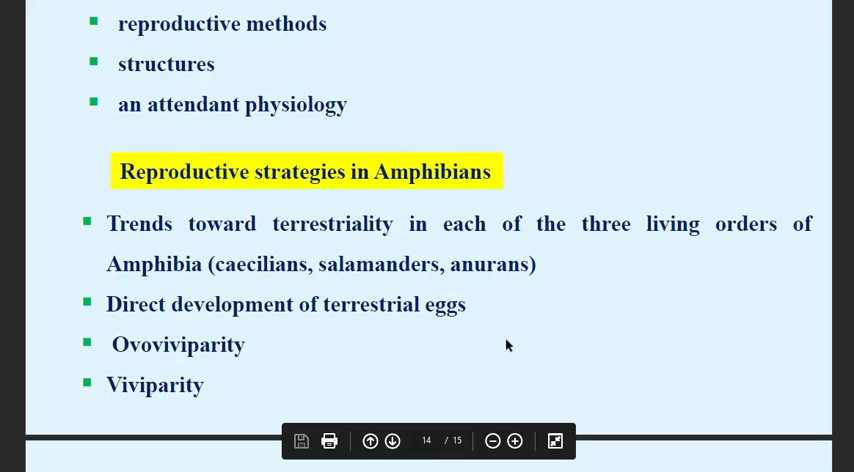 reproductive methods
structures
an attendant physiology
Reproductive strategies in Amphibians
Trends toward terrestriality in each of the three living orders of
Amphibia (caecilians, salamanders, anurans)
Direct development of terrestrial eggs
Ovoviviparity
Viviparity
14 / 15